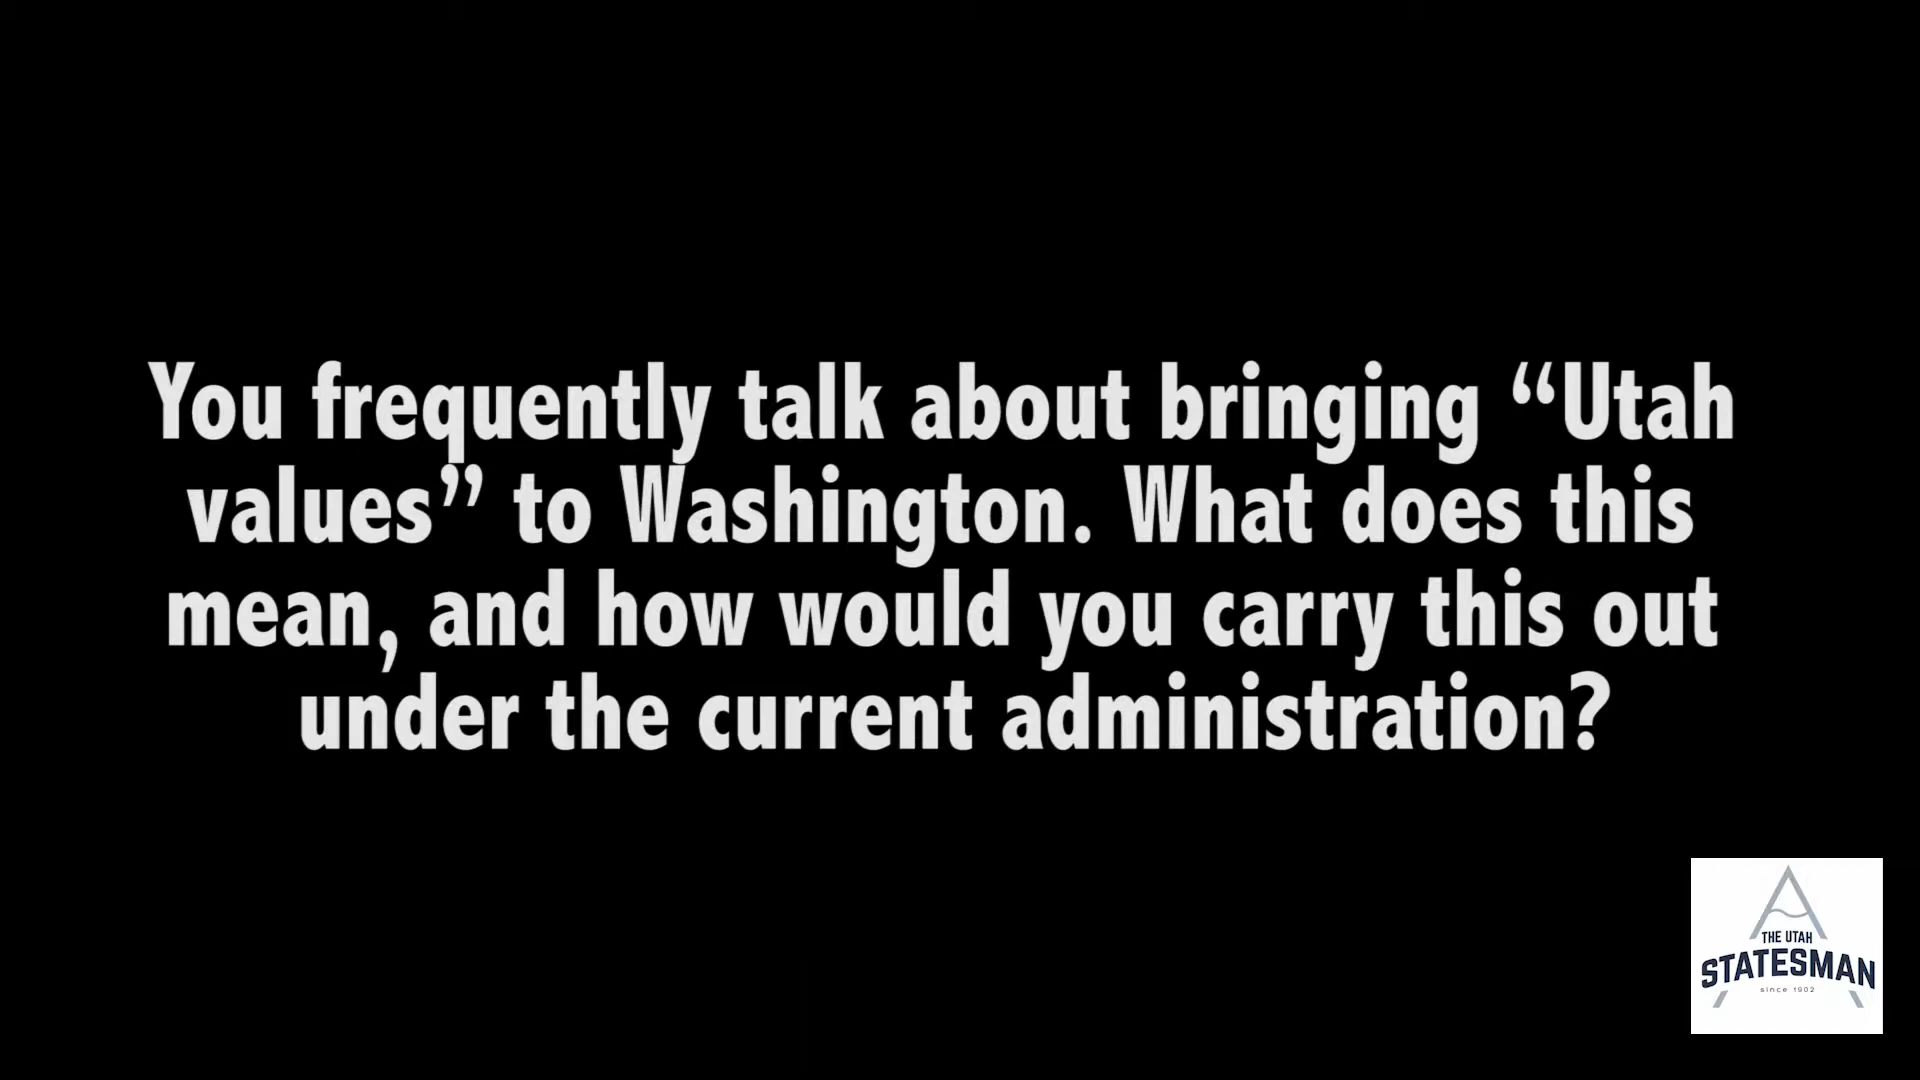 You frequently talk about bringing “Utah
values” to Washington. What does this
mean, and how would you carry this out
under the current administration?
THE UTAH
STATESMAN
since 1902